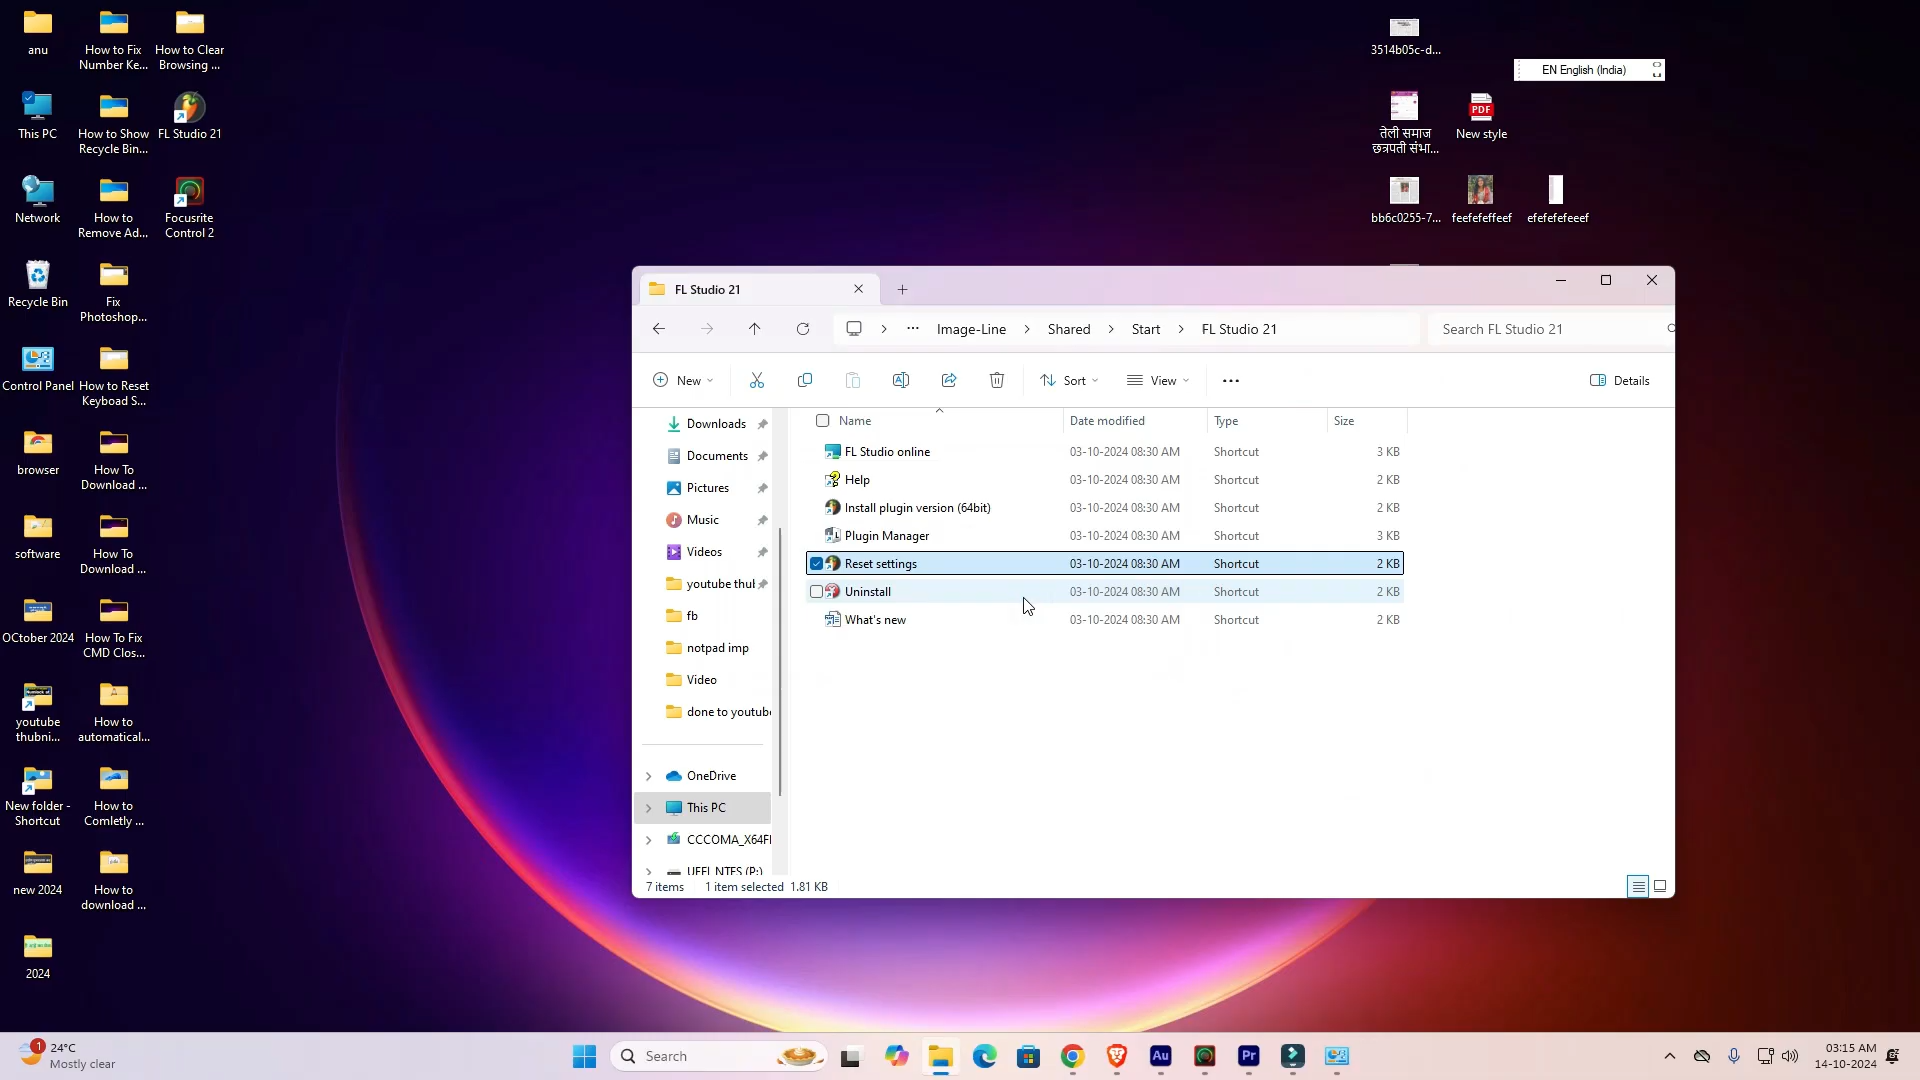 anu
How to Fix
Number Ke...
How to Clear
Browsing ...
This PC
How to Show
Recycle Bin...
FL Studio 21
Network
How to
Remove Ad...
Focusrite
Control 2
Recycle Bin
Fix
Photoshop...
Control Panel
How to Reset
Keyboad S...
browser
How To
Download ...
software
How To
Download ...
OCtober 2024
How To Fix
CMD Clos...
youtube
thubni...
How to
automatical...
New folder -
Shortcut
How to
Comletly ...
new 2024
How to
download ...
2024
3514b05c-d...
EN English (India)
तेली समाज
छत्रपती संभा...
PDF
New style
bb6c0255-7...
feefefeffeef
efefefefeeef
FL Studio 21
Image-Line
Shared
Start
FL Studio 21
Search FL Studio 21
New
Sort
View
Details
Downloads
Documents
Pictures
Music
Videos
youtube thul
fb
notpad imp
Video
done to youtube
OneDrive
This PC
CCCOMA_X64F
UEFI_NTFS (P:)
Name Date modified Type Size
FL Studio online 03-10-2024 08:30 AM Shortcut 3 KB
Help 03-10-2024 08:30 AM Shortcut 2 KB
Install plugin version (64bit) 03-10-2024 08:30 AM Shortcut 2 KB
Plugin Manager 03-10-2024 08:30 AM Shortcut 3 KB
Reset settings 03-10-2024 08:30 AM Shortcut 2 KB
Uninstall 03-10-2024 08:30 AM Shortcut 2 KB
What's new 03-10-2024 08:30 AM Shortcut 2 KB
7 items 1 item selected 1.81 KB
1
24°C
Mostly clear
Search
Au
Pr
03:15 AM
14-10-2024